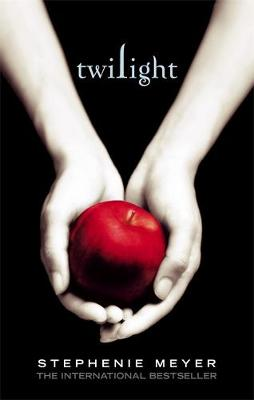 twilight
STEPHENIE MEYER
THE INTERNATIONAL BESTSELLER